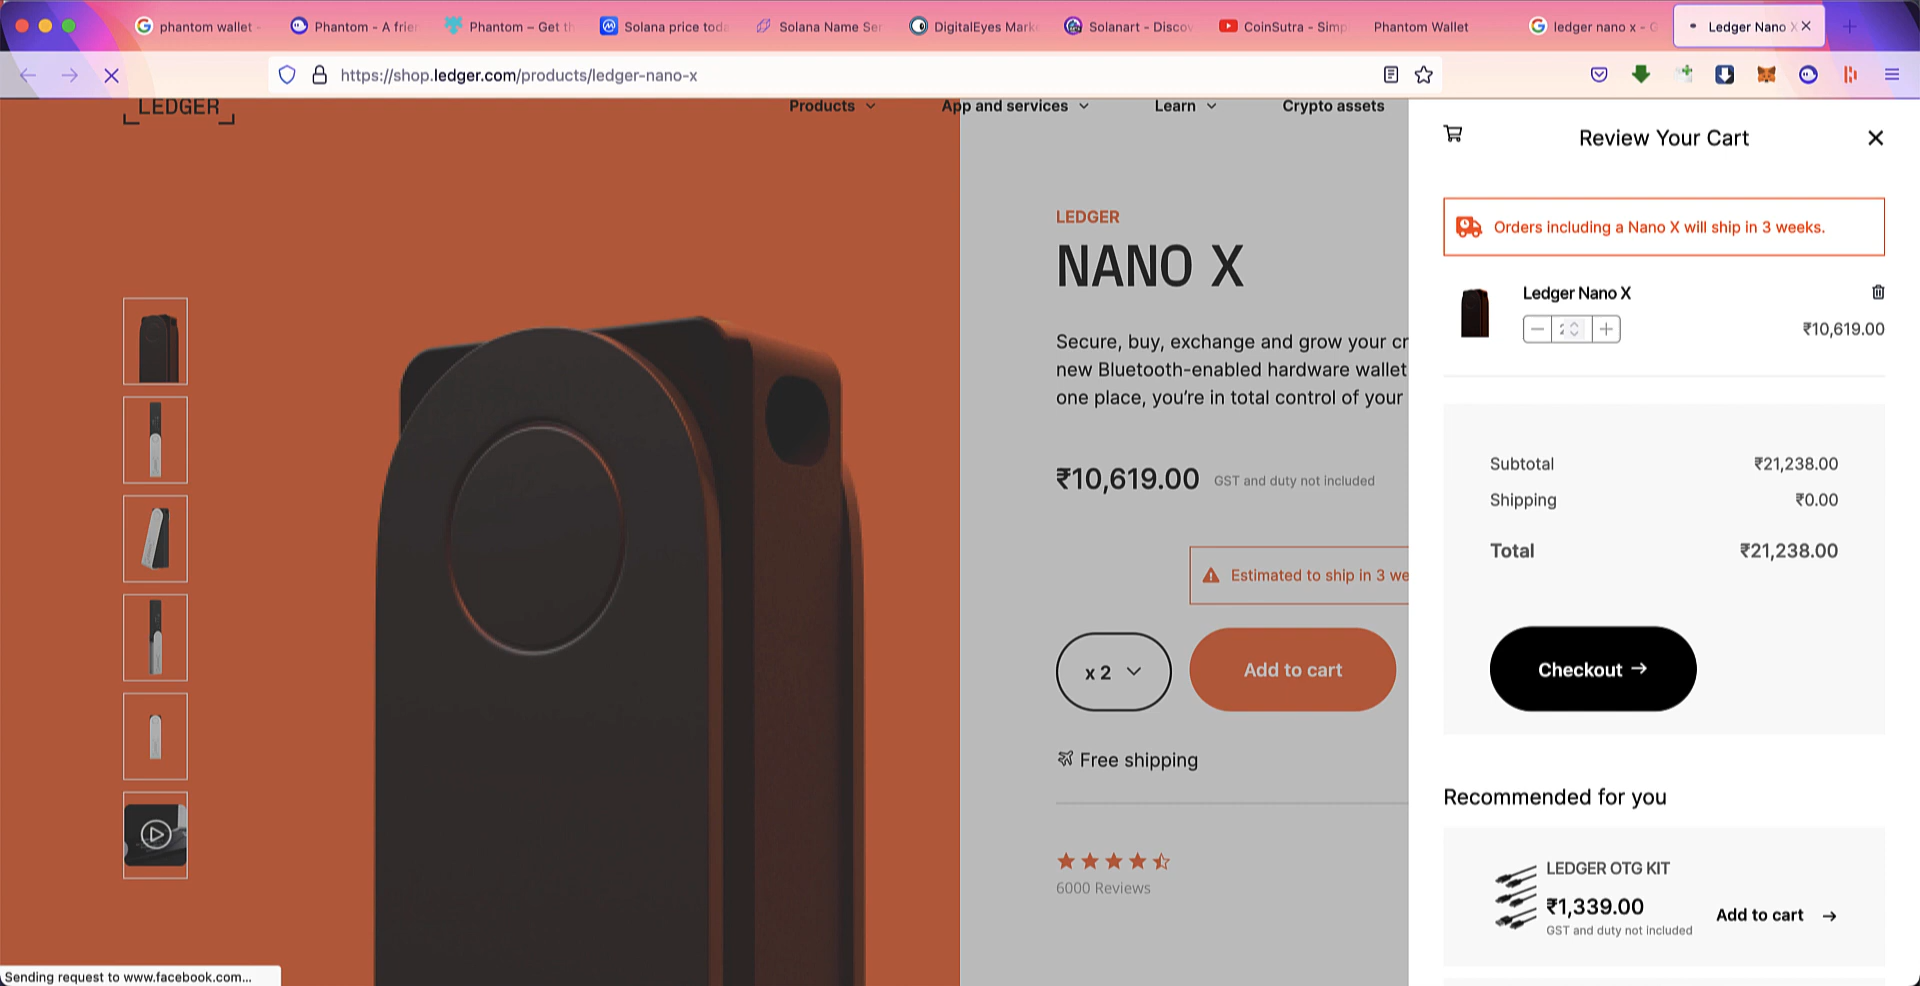 phantom wallet -
Phantom - A frien
Phantom – Get th
Solana price toda
Solana Name Ser
DigitalEyes Mark
Solanart - Discov
CoinSutra - Simp
Phantom Wallet
ledger nano x - G
Ledger Nano X
https://shop.ledger.com/products/ledger-nano-x
LEDGER
Products
App and services
Learn
Crypto assets
LEDGER
NANO X
Secure, buy, exchange and grow your cr
new Bluetooth-enabled hardware wallet
one place, you’re in total control of your
₹10,619.00 GST and duty not included
Estimated to ship in 3 we
x 2
Add to cart
Free shipping
6000 Reviews
Review Your Cart
Orders including a Nano X will ship in 3 weeks.
Ledger Nano X
₹10,619.00
Subtotal ₹21,238.00
Shipping ₹0.00
Total ₹21,238.00
Checkout →
Recommended for you
LEDGER OTG KIT
₹1,339.00
GST and duty not included
Add to cart →
Sending request to www.facebook.com...